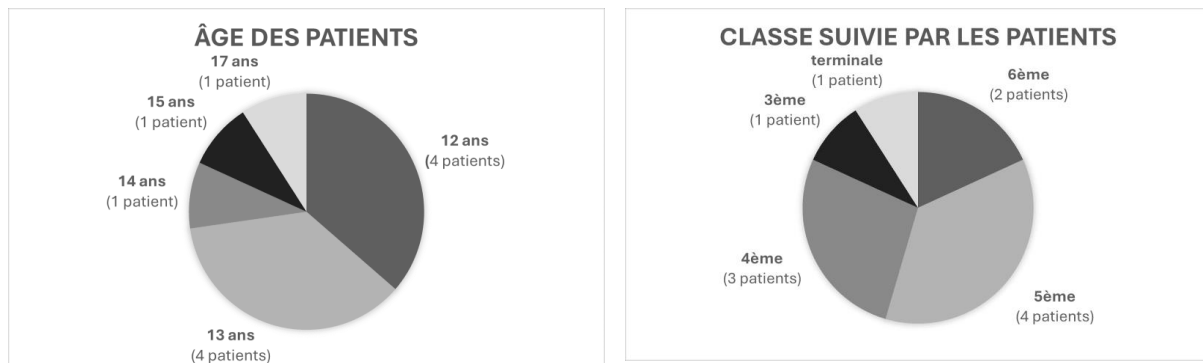 ÂGE DES PATIENTS
17 ans
(1 patient)
15 ans
(1 patient)
14 ans
(1 patient)
12 ans
(4 patients)
13 ans
(4 patients)
CLASSE SUIVIE PAR LES PATIENTS
terminale
(1 patient)
3ème
(1 patient)
6ème
(2 patients)
4ème
(3 patients)
5ème
(4 patients)